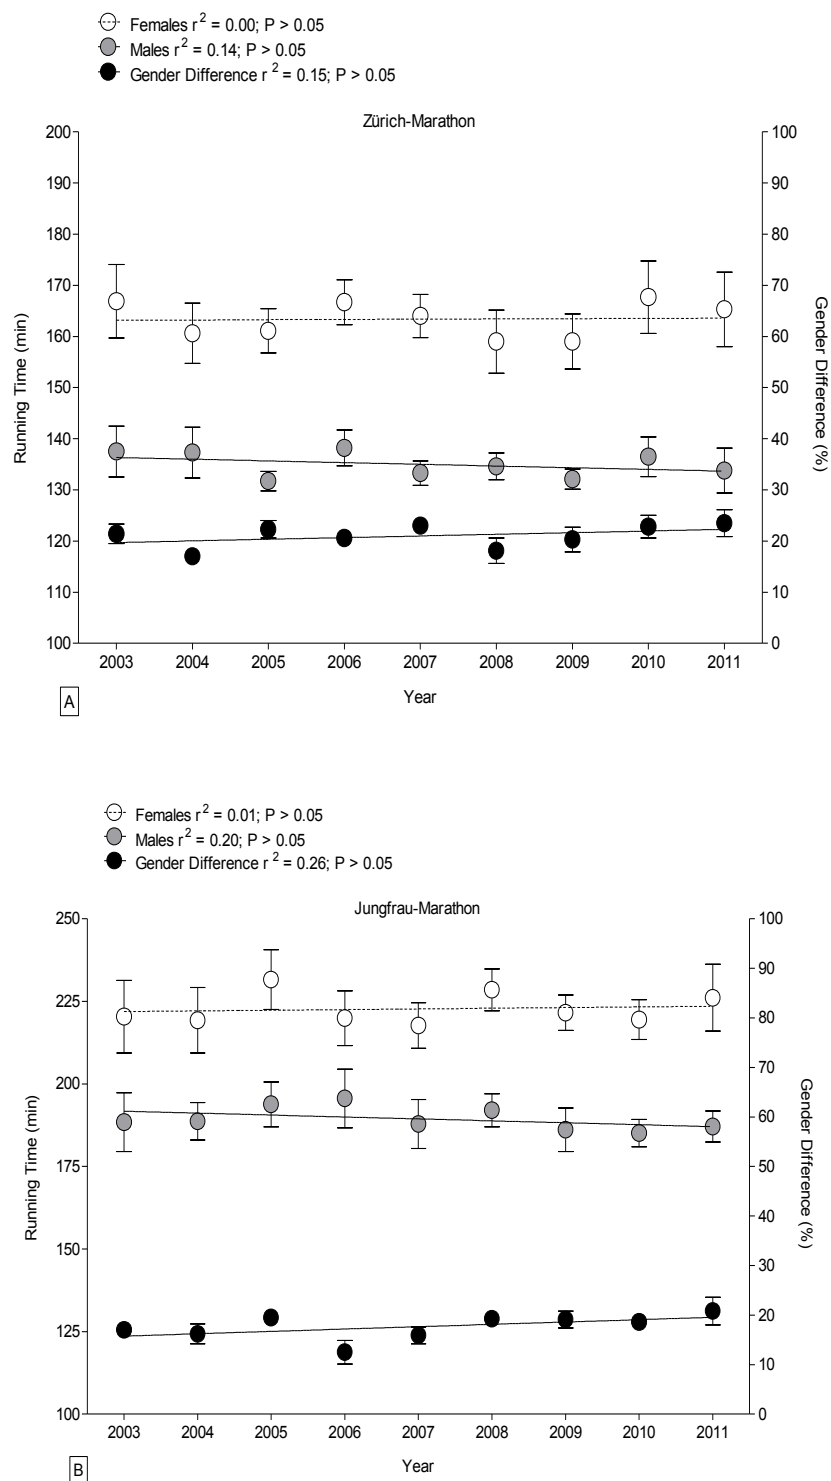 Females r² = 0.00; P > 0.05
Males r² = 0.14; P > 0.05
Gender Difference r² = 0.15; P > 0.05
Zürich-Marathon
200
190
180
170
160
150
140
130
120
110
100
Running Time (min)
100
90
80
70
60
50
40
30
20
10
0
Gender Difference (%)
2003 2004 2005 2006 2007 2008 2009 2010 2011
Year
A
Females r² = 0.01; P > 0.05
Males r² = 0.20; P > 0.05
Gender Difference r² = 0.26; P > 0.05
Jungfrau-Marathon
250
225
200
175
150
125
100
Running Time (min)
100
90
80
70
60
50
40
30
20
10
0
Gender Difference (%)
2003 2004 2005 2006 2007 2008 2009 2010 2011
Year
B